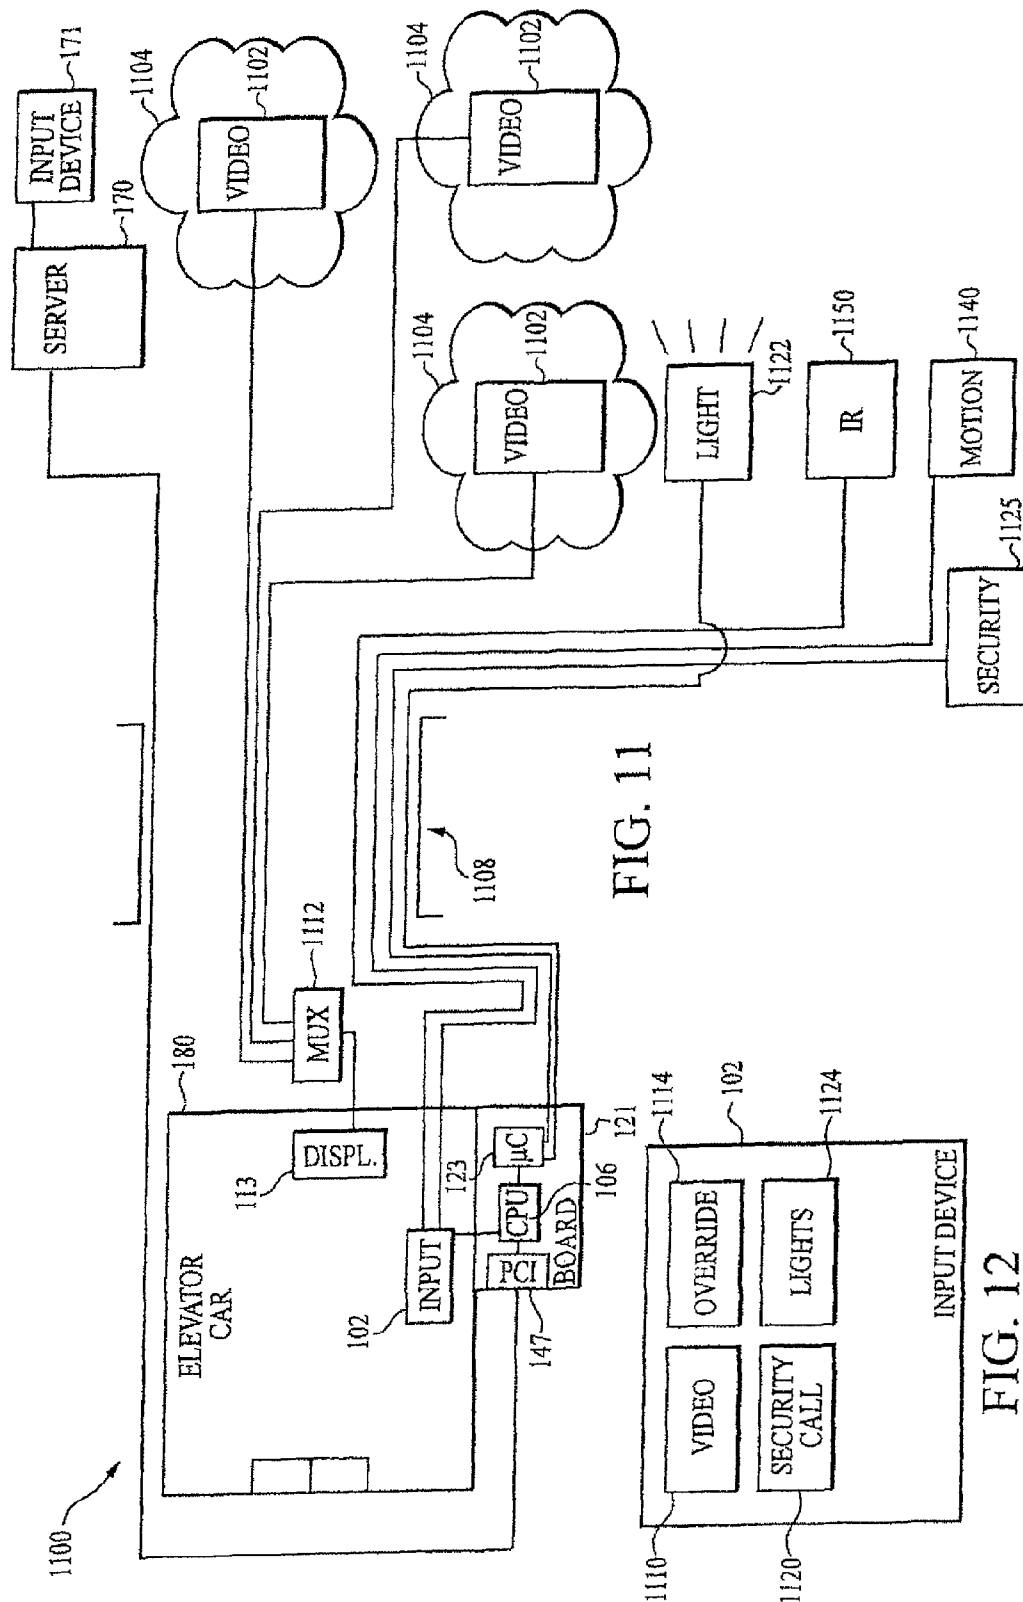 1100
ELEVATOR
CAR
180
113
DISPL.
102
INPUT
123
µC
CPU
106
PCI
147
BOARD
121
MUX
1112
1108
SERVER
170
INPUT
DEVICE
171
VIDEO
1102
1104
VIDEO
1102
1104
VIDEO
1102
1104
LIGHT
1122
IR
1150
MOTION
1140
SECURITY
1125
FIG. 11
VIDEO
1110
OVERRIDE
1114
SECURITY
CALL
1120
LIGHTS
1124
INPUT DEVICE
102
FIG. 12